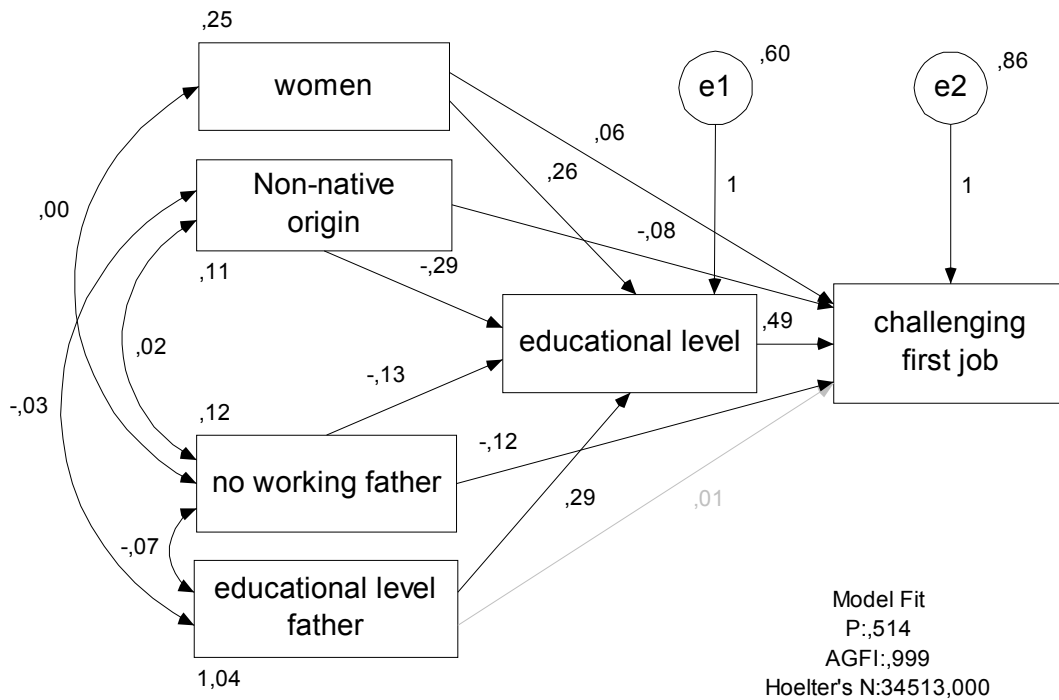 ,25
women
e1
,60
e2
,86
,06
1
1
,26
Non-native
origin
,00
-,08
,11
-,29
educational level
,49
challenging
first job
,02
-,13
-,03
,12
no working father
-,12
,29
,01
-,07
educational level
father
1,04
Model Fit
P:,514
AGFI:,999
Hoelter's N:34513,000